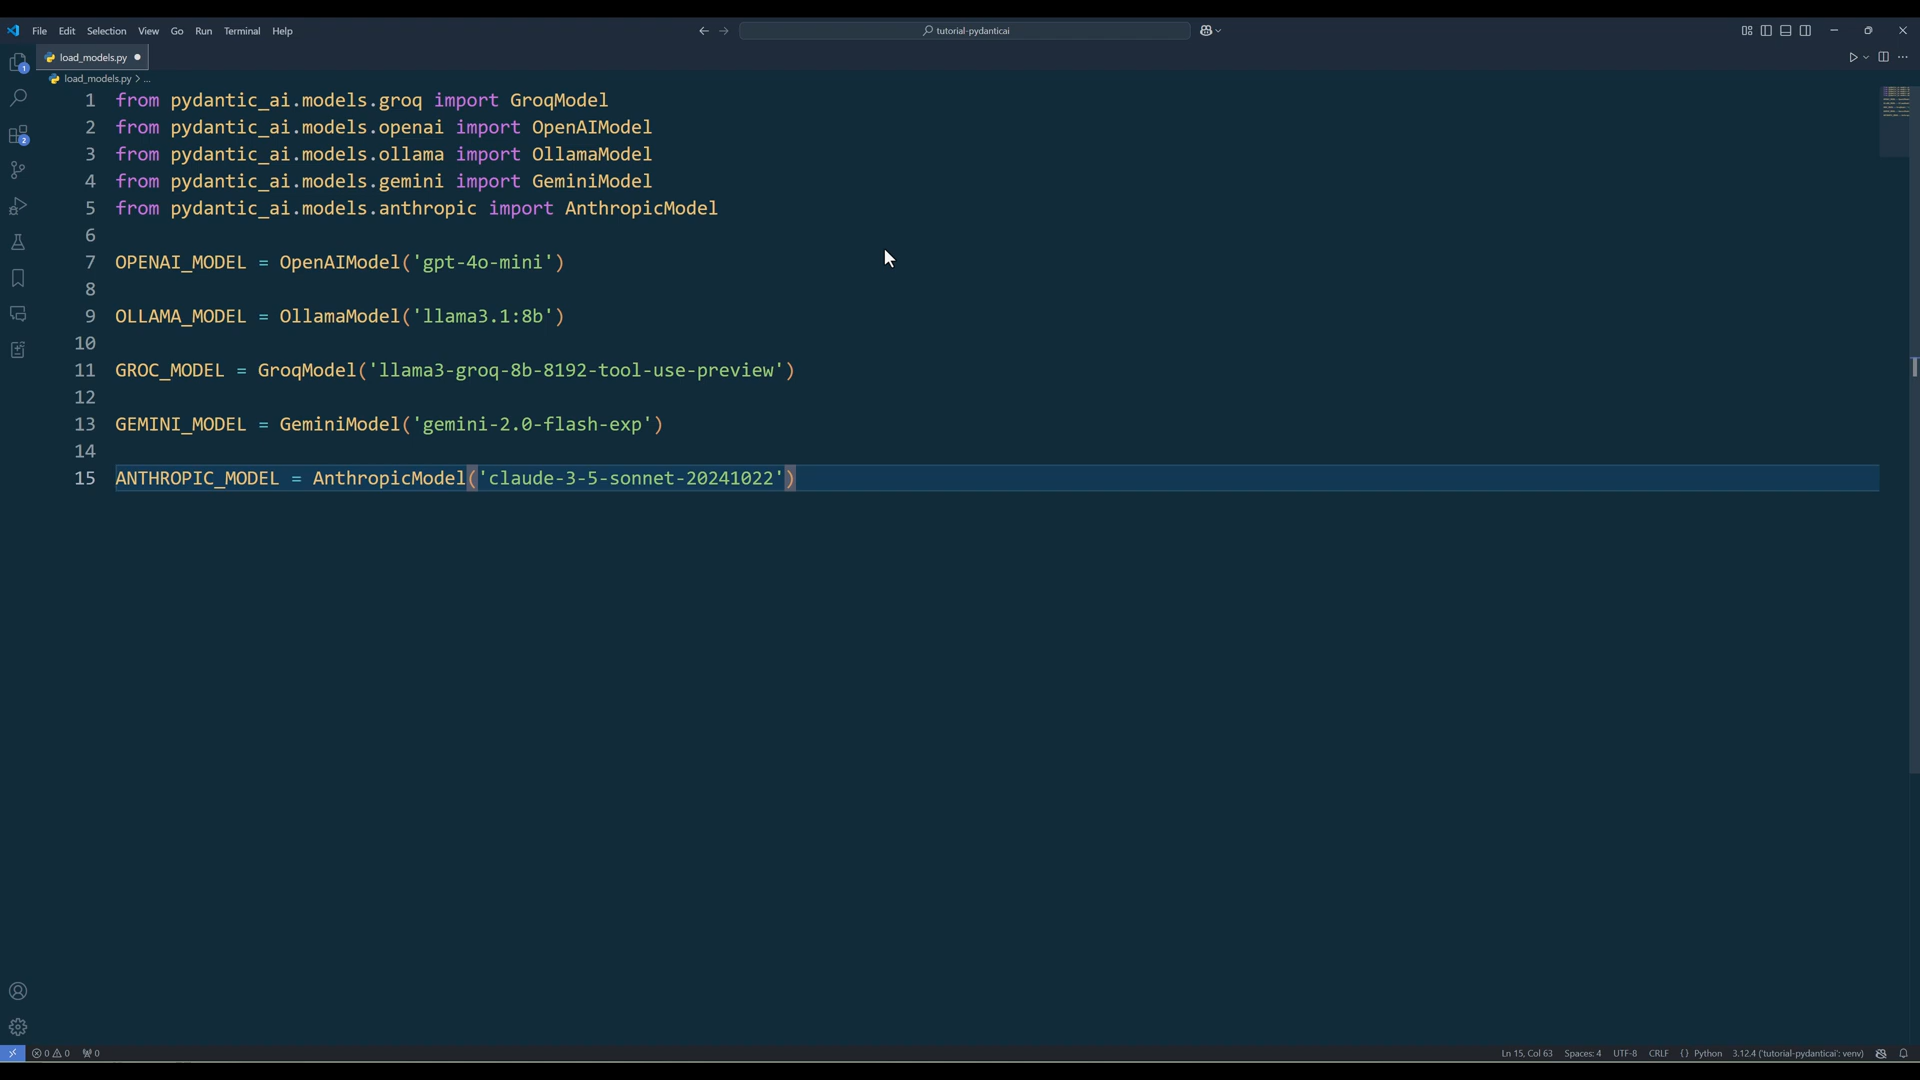 File Edit Selection View Go Run Terminal Help
tutorial-pydanticai
load_models.py
load_models.py > ...
1 from pydantic_ai.models.groq import GroqModel
2 from pydantic_ai.models.openai import OpenAIModel
3 from pydantic_ai.models.ollama import OllamaModel
4 from pydantic_ai.models.gemini import GeminiModel
5 from pydantic_ai.models.anthropic import AnthropicModel
6
7 OPENAI_MODEL = OpenAIModel('gpt-4o-mini')
8
9 OLLAMA_MODEL = OllamaModel('llama3.1:8b')
10
11 GROC_MODEL = GroqModel('llama3-groq-8b-8192-tool-use-preview')
12
13 GEMINI_MODEL = GeminiModel('gemini-2.0-flash-exp')
14
15 ANTHROPIC_MODEL = AnthropicModel('claude-3-5-sonnet-20241022')
1
2
0 0 0 Ln 15, Col 63 Spaces: 4 UTF-8 CRLF {} Python 3.12.4 ('tutorial-pydanticai': venv)